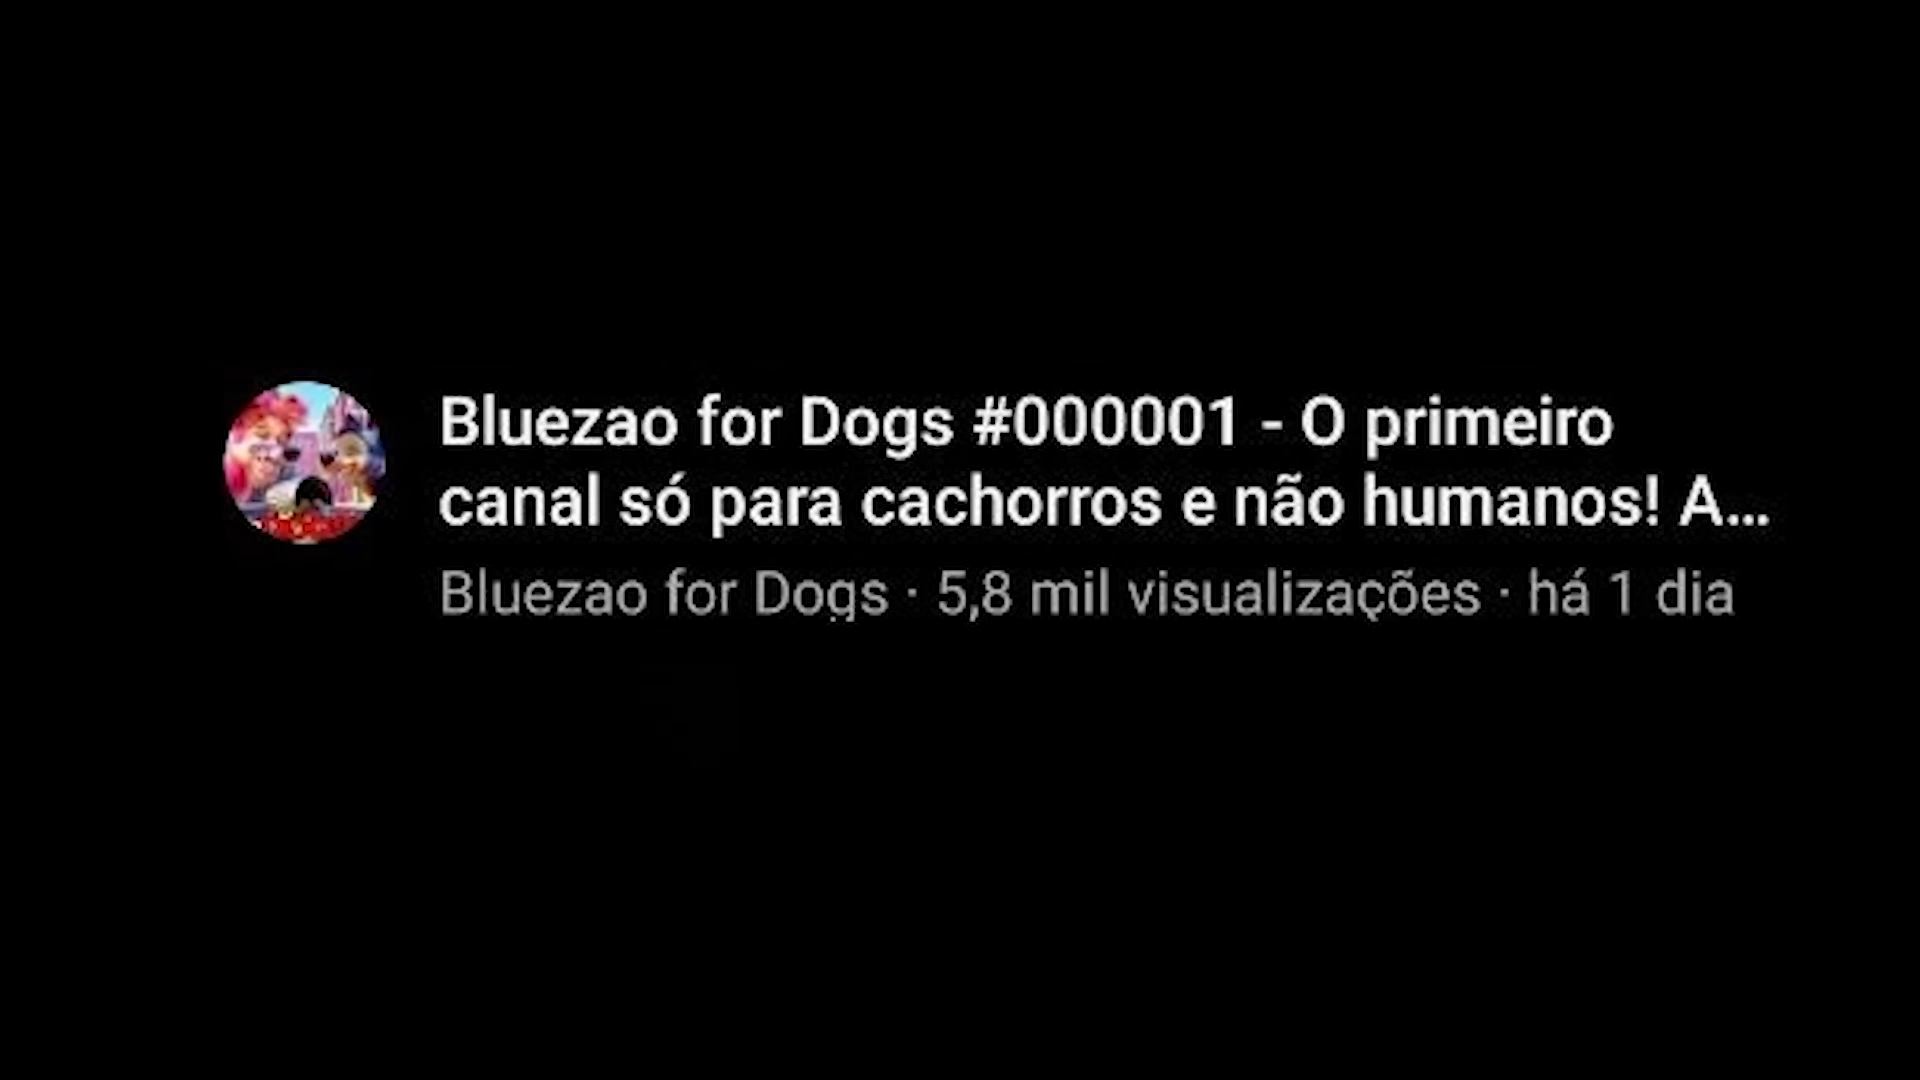 Bluezao for Dogs #000001 - O primeiro
canal só para cachorros e não humanos! A...
Bluezao for Dogs · 5,8 mil visualizações · há 1 dia